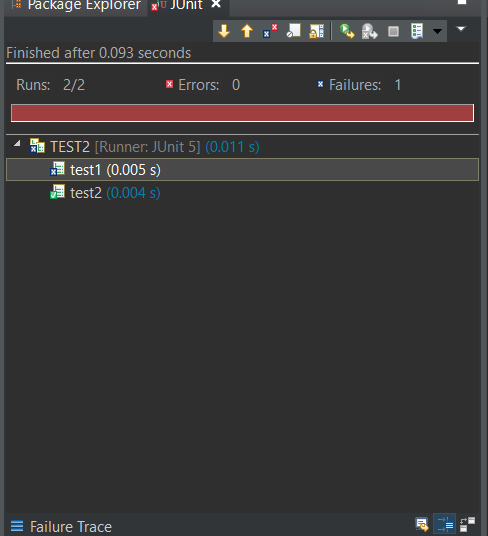 Package Explorer JUnit
Finished after 0.093 seconds
Runs: 2/2 Errors: 0 Failures: 1
TEST2 [Runner: JUnit 5] (0.011 s)
test1 (0.005 s)
test2 (0.004 s)
Failure Trace